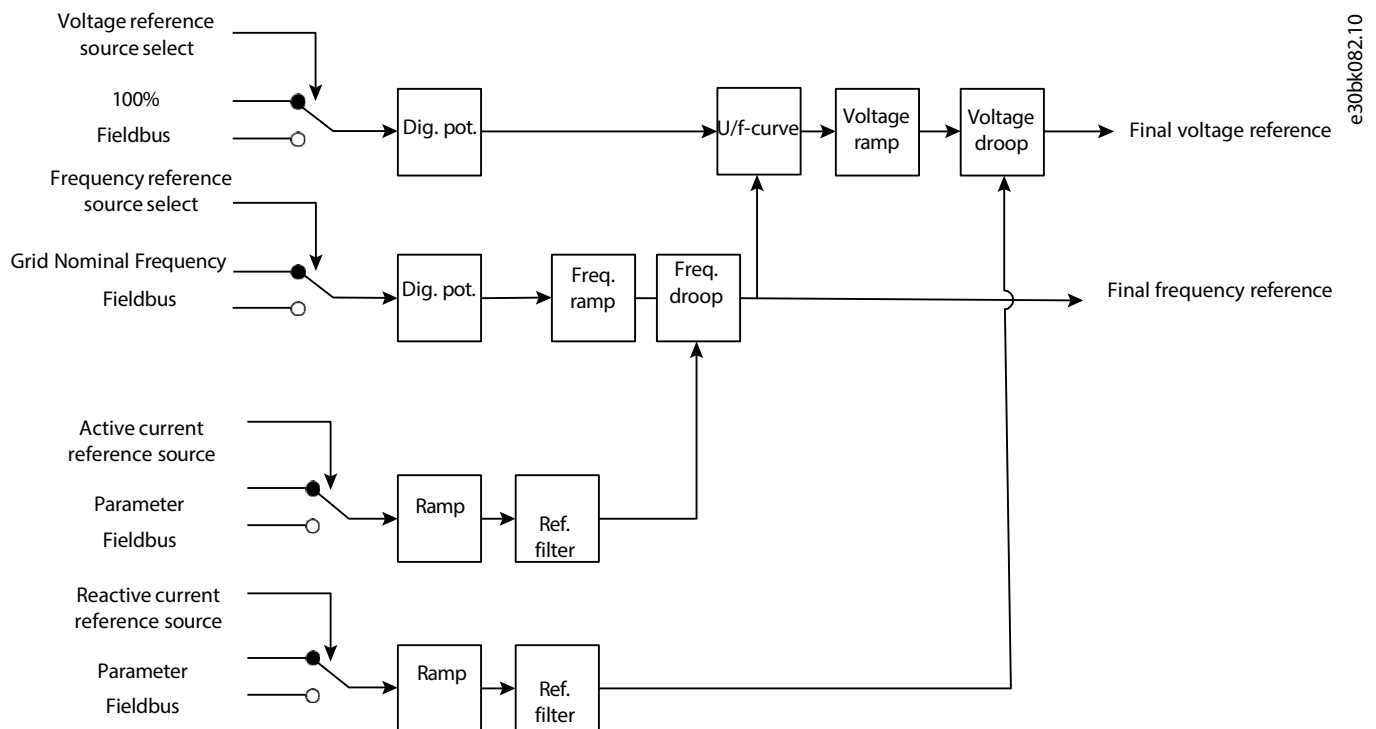 Voltage reference
source select
100%
Fieldbus
Dig. pot.
U/f-curve
Voltage
ramp
Voltage
droop
Final voltage reference
e30bk082.10
Frequency reference
source select
Grid Nominal Frequency
Fieldbus
Dig. pot.
Freq.
ramp
Freq.
droop
Final frequency reference
Active current
reference source
Parameter
Fieldbus
Ramp
Ref.
filter
Reactive current
reference source
Parameter
Fieldbus
Ramp
Ref.
filter